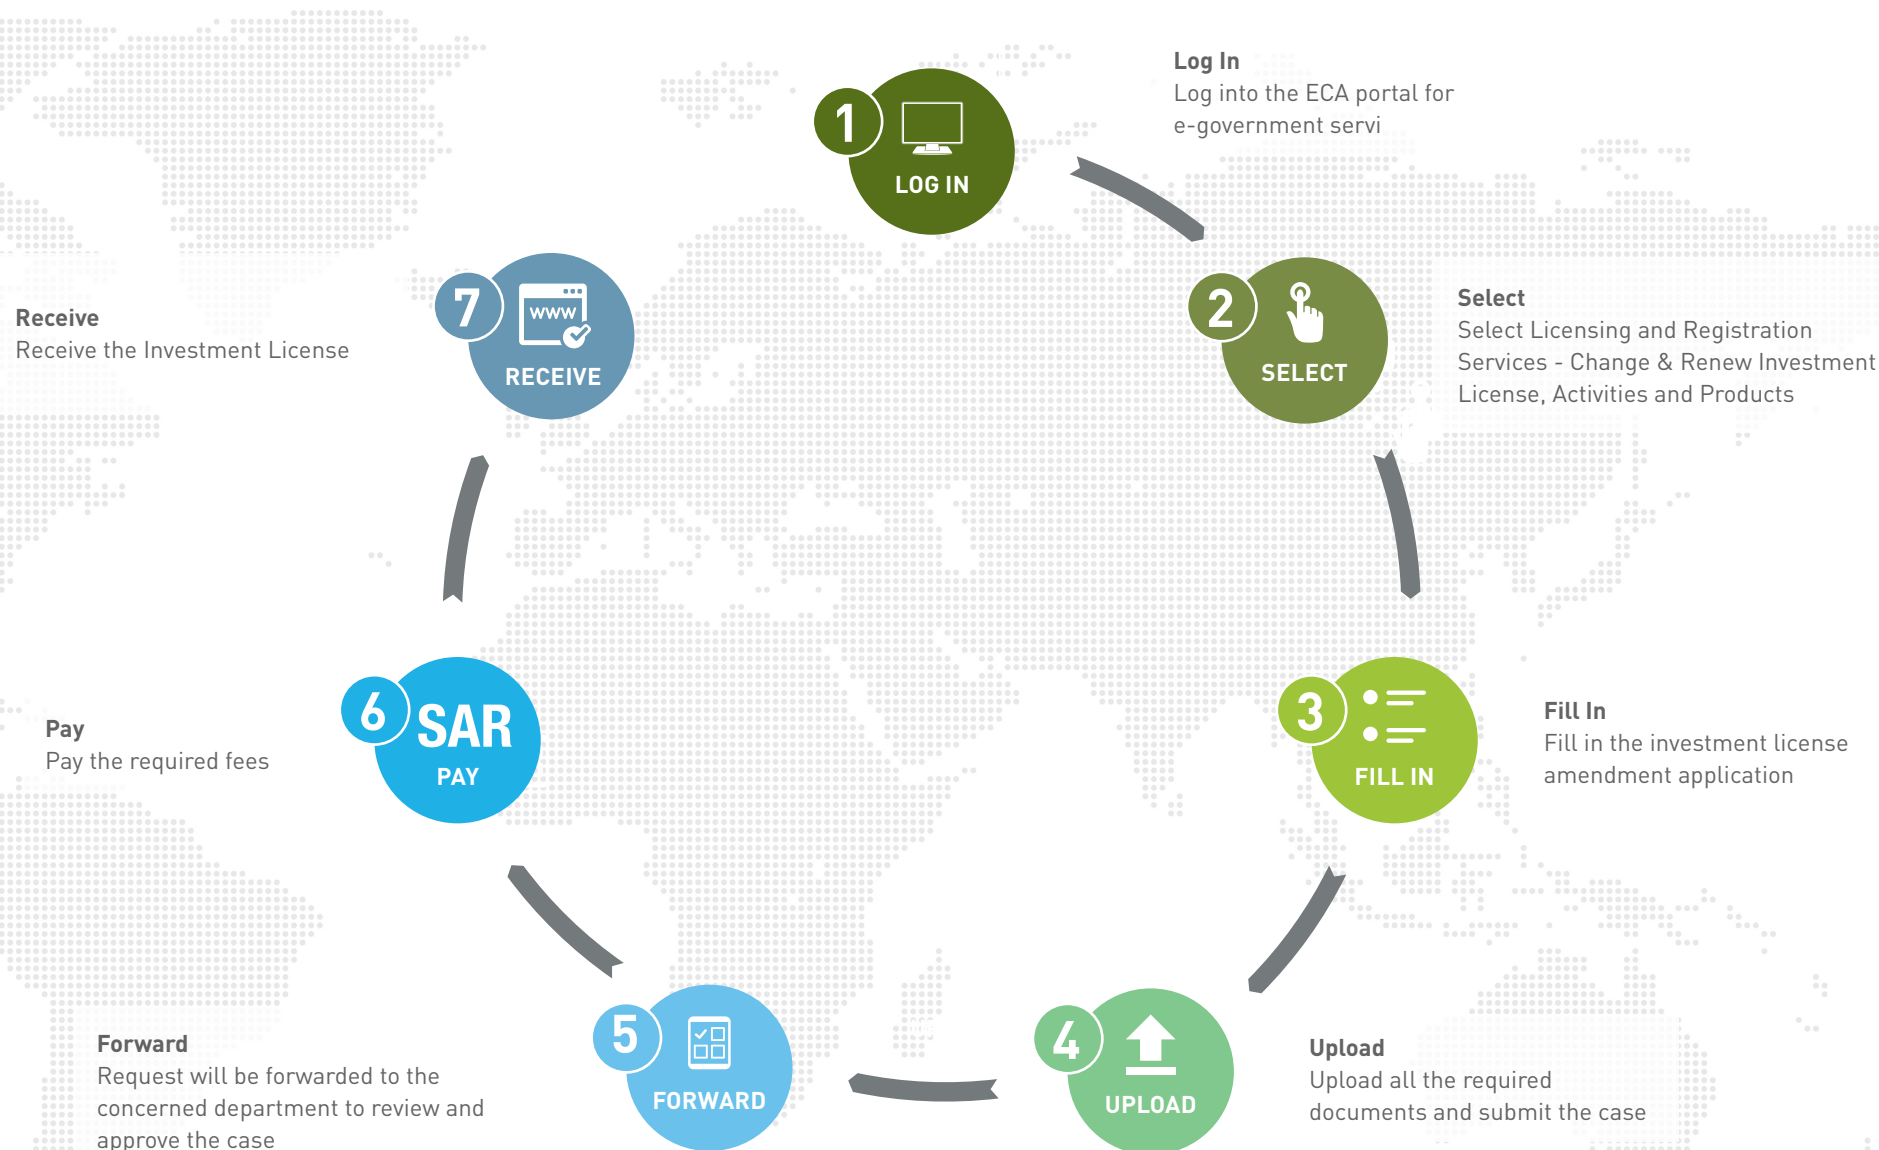 1
LOG IN
Log In
Log into the ECA portal for
e-government servi
2
SELECT
Select
Select Licensing and Registration
Services - Change & Renew Investment
License, Activities and Products
3
FILL IN
Fill In
Fill in the investment license
amendment application
4
UPLOAD
Upload
Upload all the required
documents and submit the case
5
FORWARD
Forward
Request will be forwarded to the
concerned department to review and
approve the case
6
SAR
PAY
Pay
Pay the required fees
7
WWW
RECEIVE
Receive
Receive the Investment License